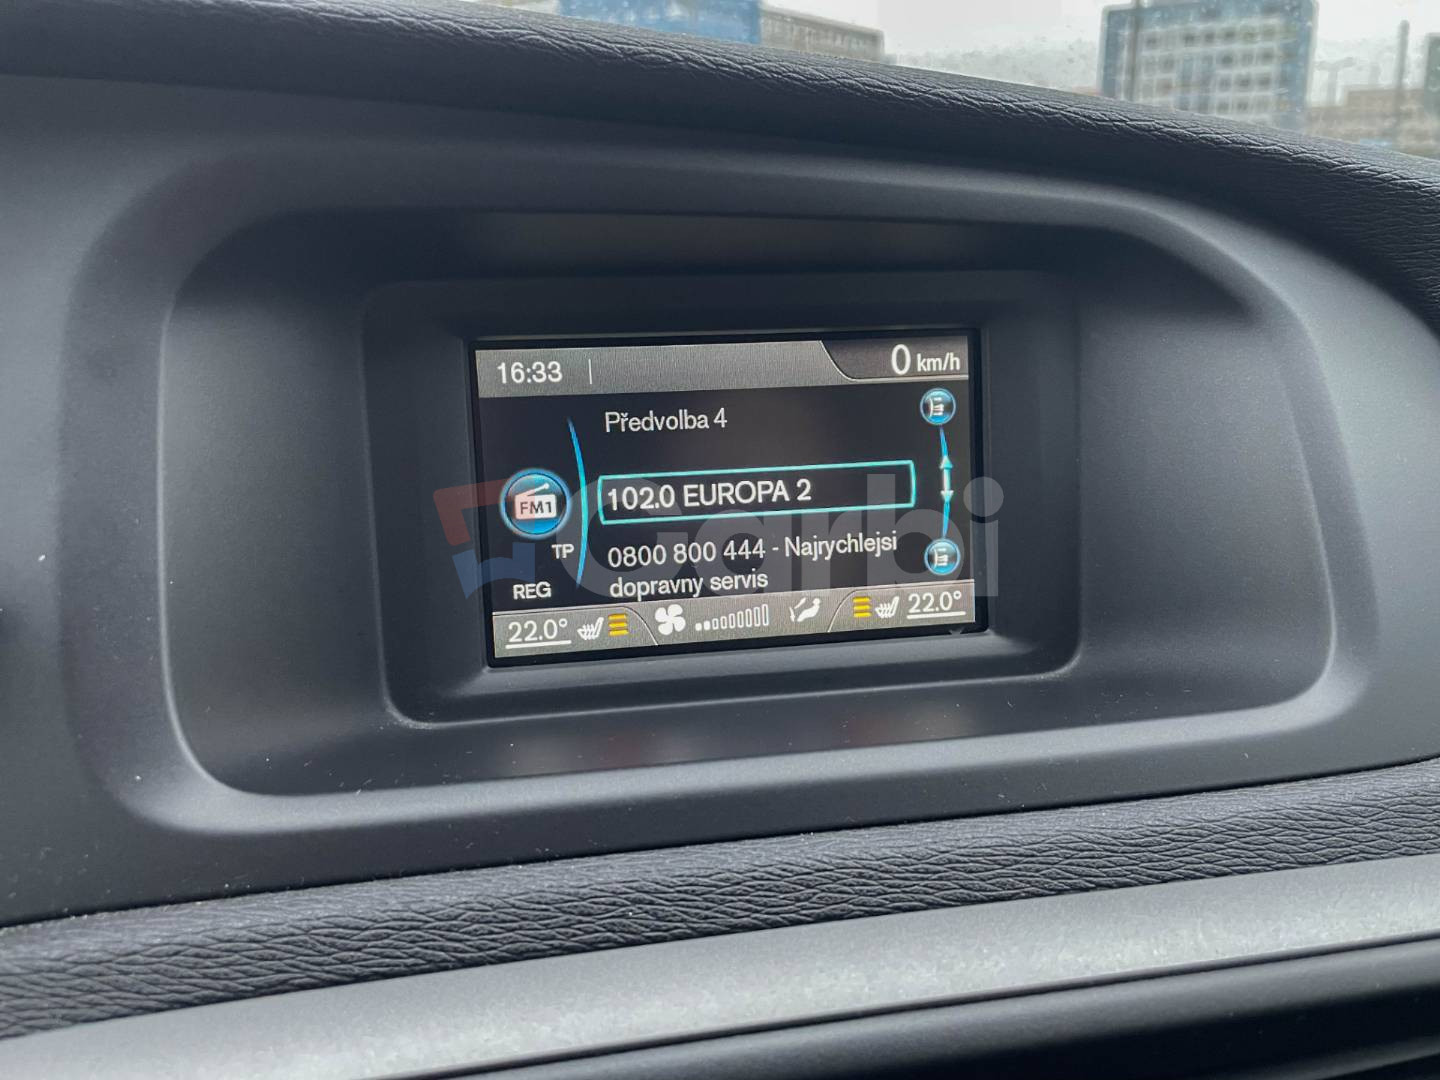 16:33
0 km/h
Předvolba 4
FM1
102.0 EUROPA 2
TP
0800 800 444 - Najrychlejsi
dopravny servis
REG
22.0°
22.0°
Carbi